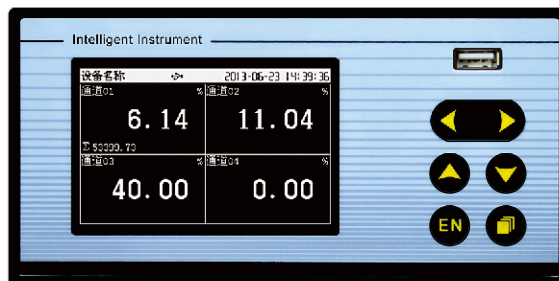 Intelligent Instrument
设备名称 2013-06-23 14:39:36
通道01 % 通道02 %
6.14 11.04
Σ 53399.73
通道03 % 通道04 %
40.00 0.00
EN